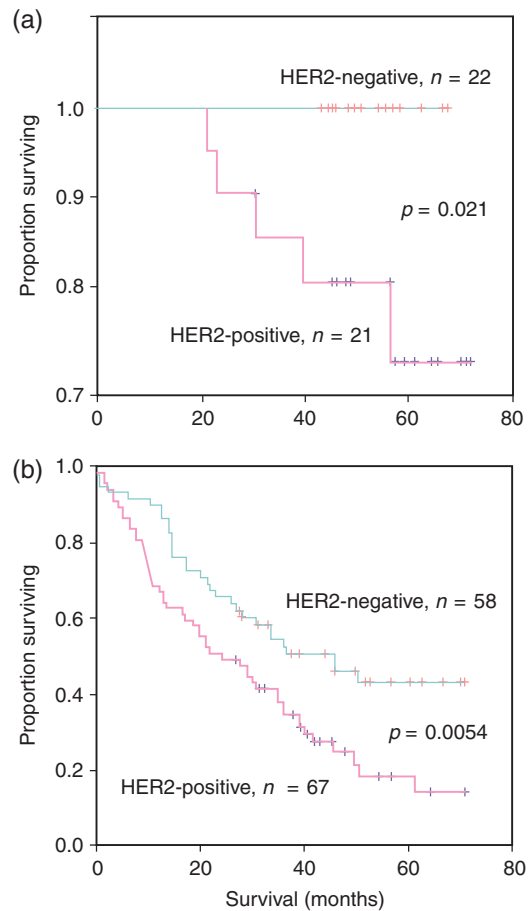 (a)
HER2-negative, n = 22
1.0
0.9
p = 0.021
0.8
HER2-positive, n = 21
0.7
0 20 40 60 80
Proportion surviving
(b)
1.0
0.8
HER2-negative, n = 58
0.6
0.4
p = 0.0054
0.2
HER2-positive, n = 67
0.0
0 20 40 60 80
Proportion surviving
Survival (months)